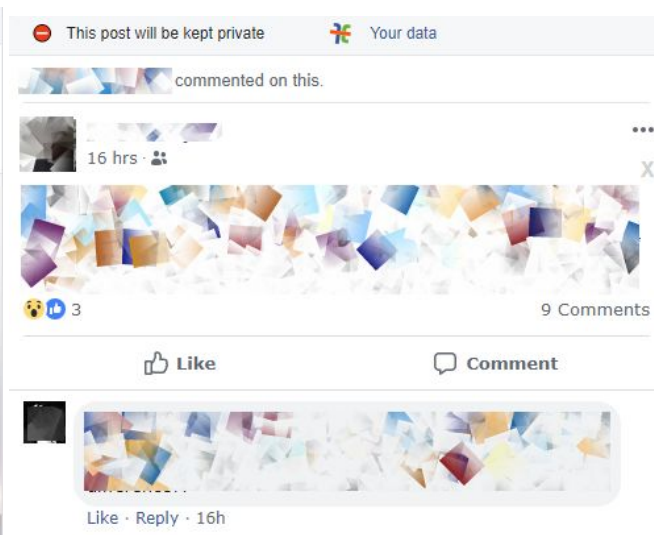 This post will be kept private Your data
commented on this.
16 hrs ·
3 9 Comments
Like Comment
Like · Reply · 16h